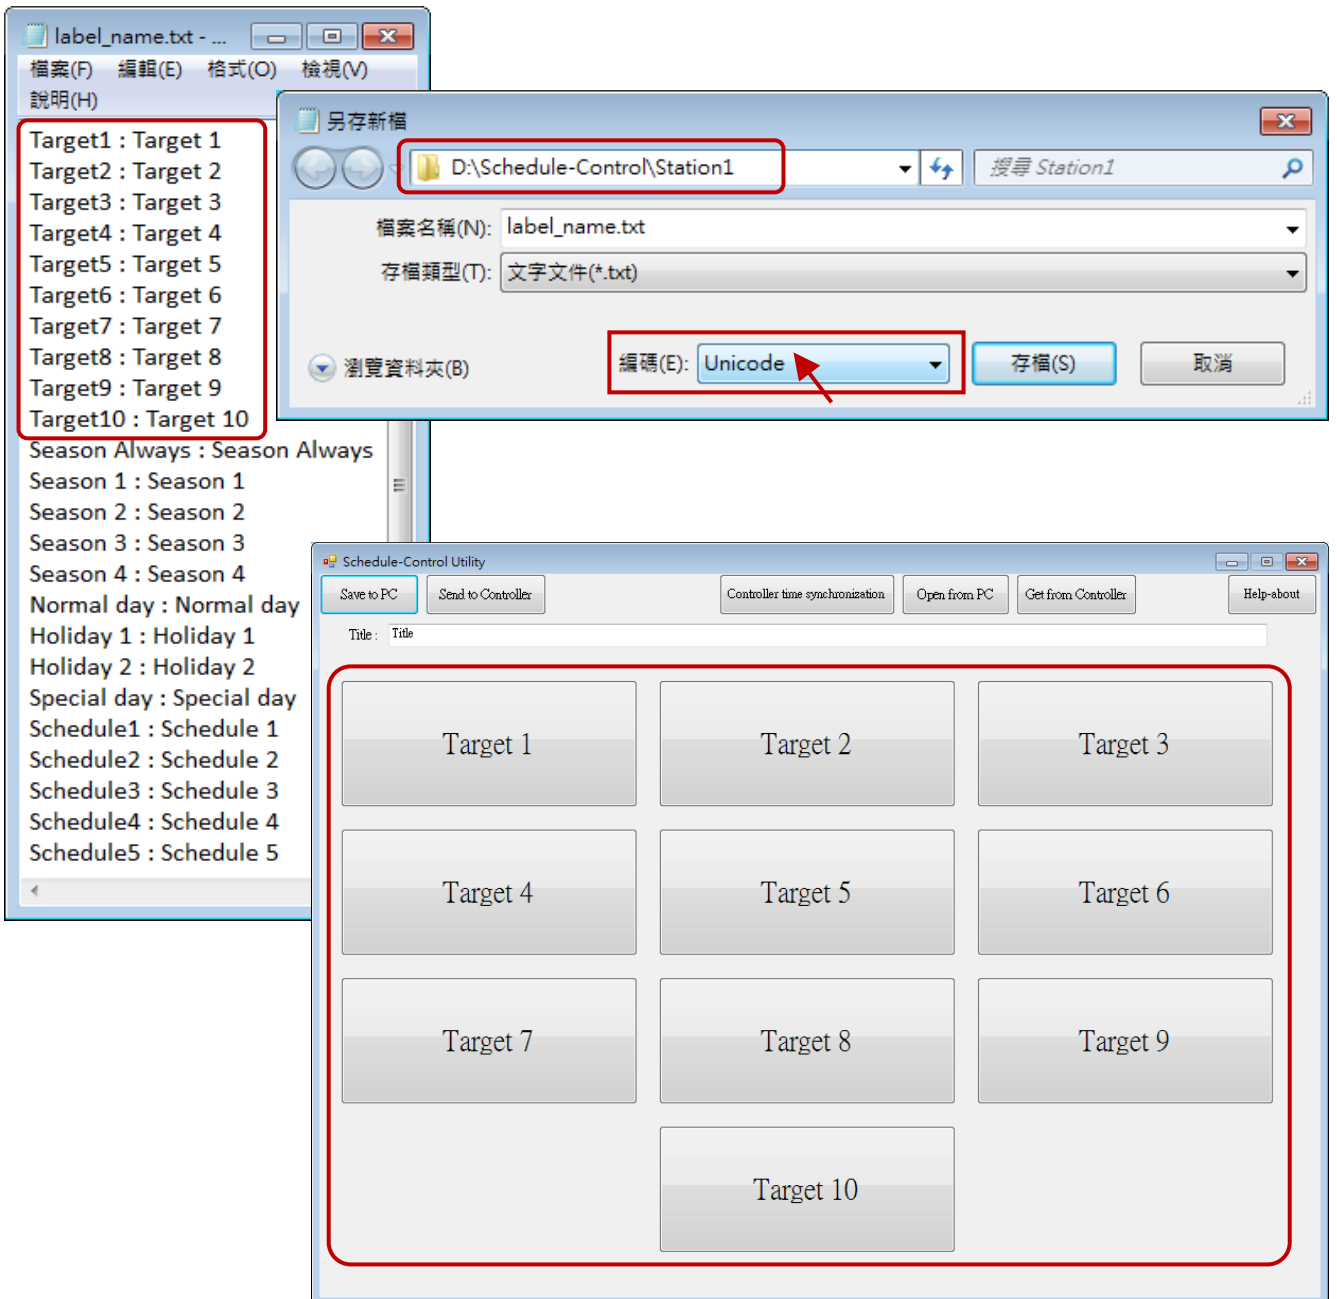 label_name.txt - ...
檔案(F) 編輯(E) 格式(O) 檢視(V)
說明(H)
Target1 : Target 1
Target2 : Target 2
Target3 : Target 3
Target4 : Target 4
Target5 : Target 5
Target6 : Target 6
Target7 : Target 7
Target8 : Target 8
Target9 : Target 9
Target10 : Target 10
Season Always : Season Always
Season 1 : Season 1
Season 2 : Season 2
Season 3 : Season 3
Season 4 : Season 4
Normal day : Normal day
Holiday 1 : Holiday 1
Holiday 2 : Holiday 2
Special day : Special day
Schedule1 : Schedule 1
Schedule2 : Schedule 2
Schedule3 : Schedule 3
Schedule4 : Schedule 4
Schedule5 : Schedule 5
另存新檔
D:\Schedule-Control\Station1 搜尋 Station1
檔案名稱(N): label_name.txt
存檔類型(T): 文字文件(*.txt)
瀏覽資料夾(B) 編碼(E): Unicode 存檔(S) 取消
Schedule-Control Utility
Save to PC Send to Controller Controller time synchronization Open from PC Get from Controller Help-about
Title : Title
Target 1 Target 2 Target 3
Target 4 Target 5 Target 6
Target 7 Target 8 Target 9
Target 10